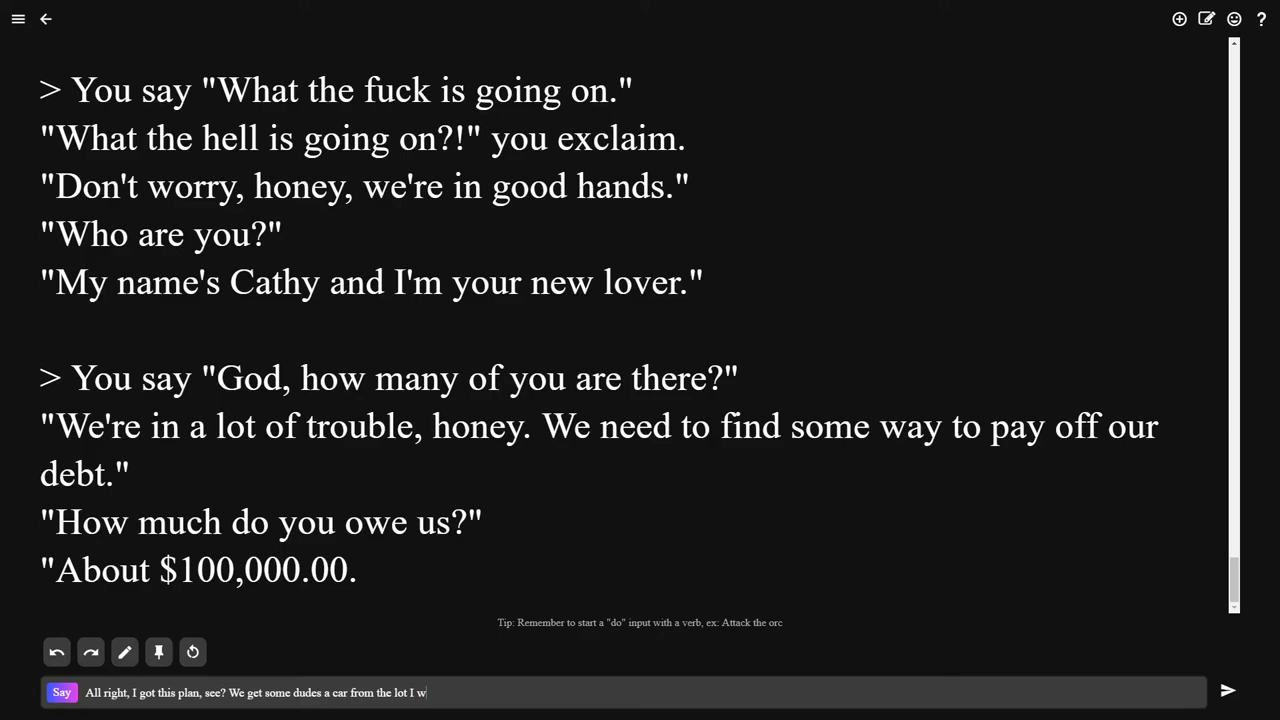 > You say "What the fuck is going on."
"What the hell is going on?!" you exclaim.
"Don't worry, honey, we're in good hands."
"Who are you?"
"My name's Cathy and I'm your new lover."
> You say "God, how many of you are there?"
"We're in a lot of trouble, honey. We need to find some way to pay off our
debt."
"How much do you owe us?"
"About $100,000.00.
Tip: Remember to start a "do" input with a verb, ex: Attack the orc
Say All right, I got this plan, see? We get some dudes a car from the lot I w